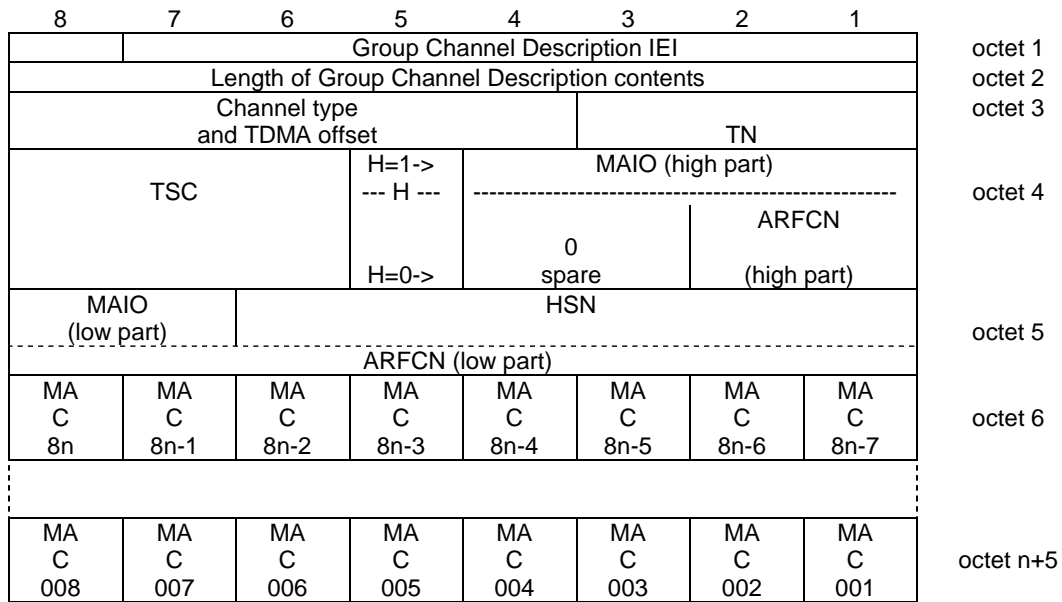 8 7 6 5 4 3 2 1
Group Channel Description IEI octet 1
Length of Group Channel Description contents octet 2
Channel type octet 3
and TDMA offset TN
H=1-> MAIO (high part)
TSC --- H --- ------------------------------------------------------ octet 4
ARFCN
0
H=0-> spare (high part)
MAIO HSN
(low part) octet 5
ARFCN (low part)
MA MA MA MA MA MA MA MA
C C C C C C C C octet 6
8n 8n-1 8n-2 8n-3 8n-4 8n-5 8n-6 8n-7
MA MA MA MA MA MA MA MA
C C C C C C C C octet n+5
008 007 006 005 004 003 002 001